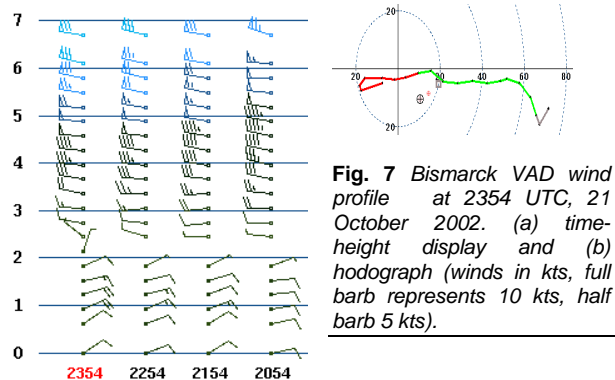 7
6
5
4
3
2
1
0
2354 2254 2154 2054
20
20 20 40 60 80
20
Fig. 7 Bismarck VAD wind
profile at 2354 UTC, 21
October 2002. (a) time-
height display and (b)
hodograph (winds in kts, full
barb represents 10 kts, half
barb 5 kts).